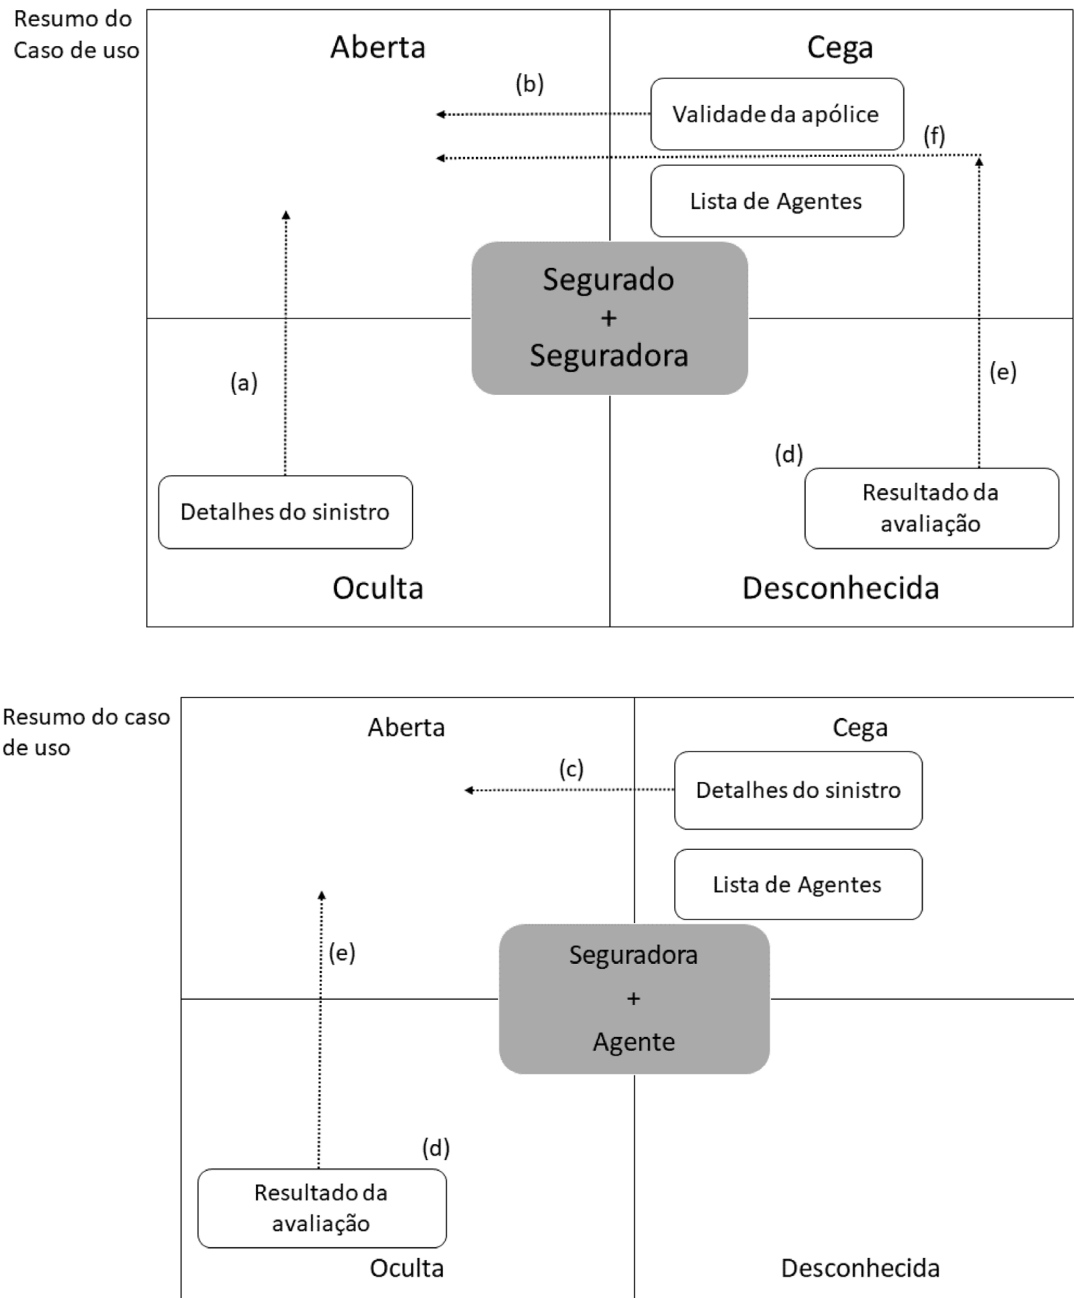 Resumo do
Caso de uso
Aberta
Cega
(b)
Validade da apólice
(f)
Lista de Agentes
Segurado
+
Seguradora
(a)
(e)
(d)
Detalhes do sinistro
Resultado da
avaliação
Oculta
Desconhecida
Resumo do caso
de uso
Aberta
Cega
(c)
Detalhes do sinistro
Lista de Agentes
(e)
Seguradora
+
Agente
(d)
Resultado da
avaliação
Oculta
Desconhecida